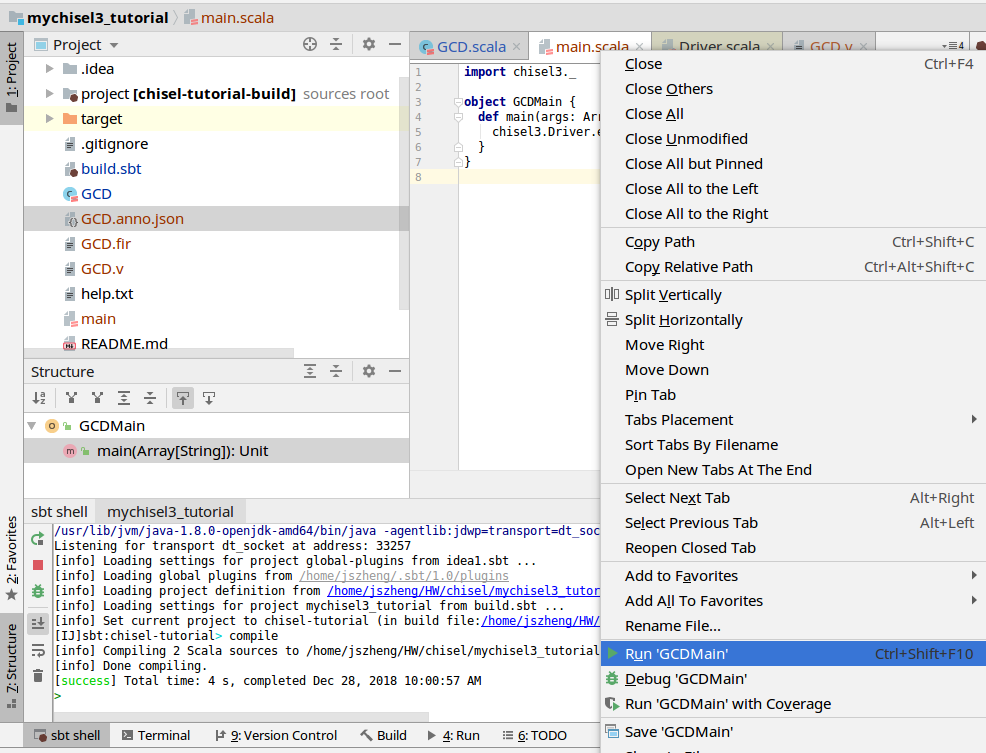 mychisel3_tutorial main.scala
1: Project
Project
.idea
project [chisel-tutorial-build] sources root
target
.gitignore
build.sbt
GCD
GCD.anno.json
GCD.fir
GCD.v
help.txt
main
README.md
Structure
GCDMain
main(Array[String]): Unit
GCD.scala main.scala Driver.scala GCD.v 4
1 import chisel3._
2
3 object GCDMain {
4 def main(args: Arr
5 chisel3.Driver.e
6 }
7 }
8
Close Ctrl+F4
Close Others
Close All
Close Unmodified
Close All but Pinned
Close All to the Left
Close All to the Right
Copy Path Ctrl+Shift+C
Copy Relative Path Ctrl+Alt+Shift+C
Split Vertically
Split Horizontally
Move Right
Move Down
Pin Tab
Tabs Placement
Sort Tabs By Filename
Open New Tabs At The End
Select Next Tab Alt+Right
Select Previous Tab Alt+Left
Reopen Closed Tab
Add to Favorites
Add All To Favorites
Rename File...
Run 'GCDMain' Ctrl+Shift+F10
Debug 'GCDMain'
Run 'GCDMain' with Coverage
Save 'GCDMain'
2: Favorites
7: Structure
sbt shell mychisel3_tutorial
/usr/lib/jvm/java-1.8.0-openjdk-amd64/bin/java -agentlib:jdwp=transport=dt_soc
Listening for transport dt_socket at address: 33257
[info] Loading settings for project global-plugins from idea1.sbt ...
[info] Loading global plugins from /home/jszheng/.sbt/1.0/plugins
[info] Loading project definition from /home/jszheng/HW/chisel/mychisel3_tutor
[info] Loading settings for project mychisel3_tutorial from build.sbt ...
[info] Set current project to chisel-tutorial (in build file:/home/jszheng/HW/
[IJ]sbt:chisel-tutorial> compile
[info] Compiling 2 Scala sources to /home/jszheng/HW/chisel/mychisel3_tutorial
[info] Done compiling.
[success] Total time: 4 s, completed Dec 28, 2018 10:00:57 AM
>
sbt shell Terminal 9: Version Control Build 4: Run 6: TODO